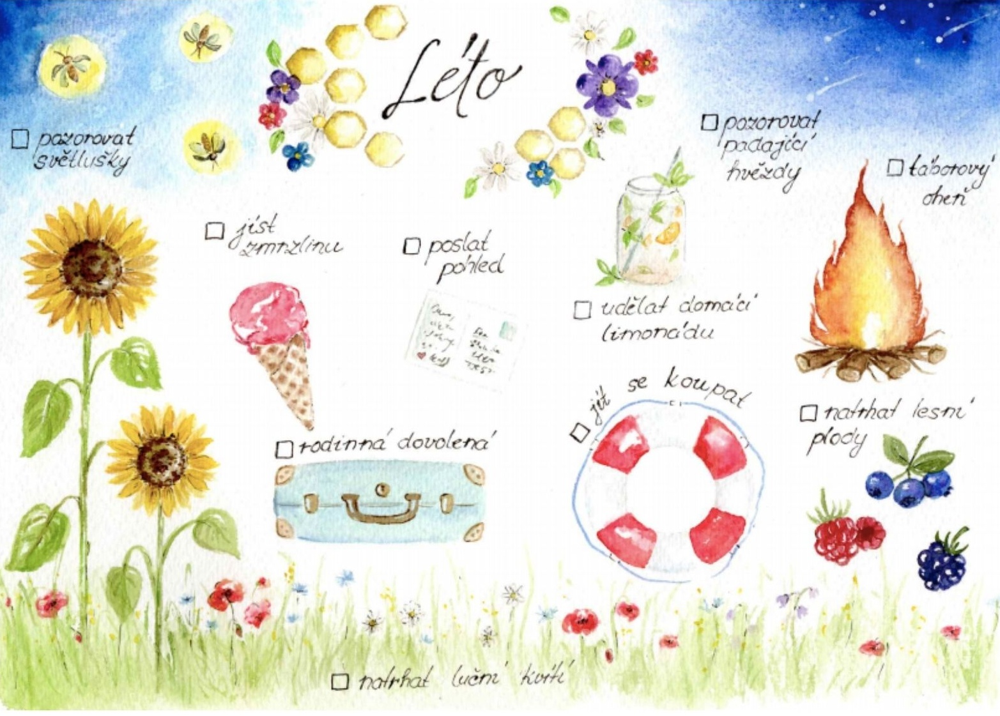 Léto
☐ pozorovat
světlušky
☐ pozorovat
padající
hvězdy
☐ táborový
oheň
☐ jíst
zmrzlinu
☐ poslat
pohled
☐ udělat domácí
limonádu
☐ jít se koupat
☐ natrhat lesní
plody
☐ rodinná dovolená
☐ natrhat luční kvítí